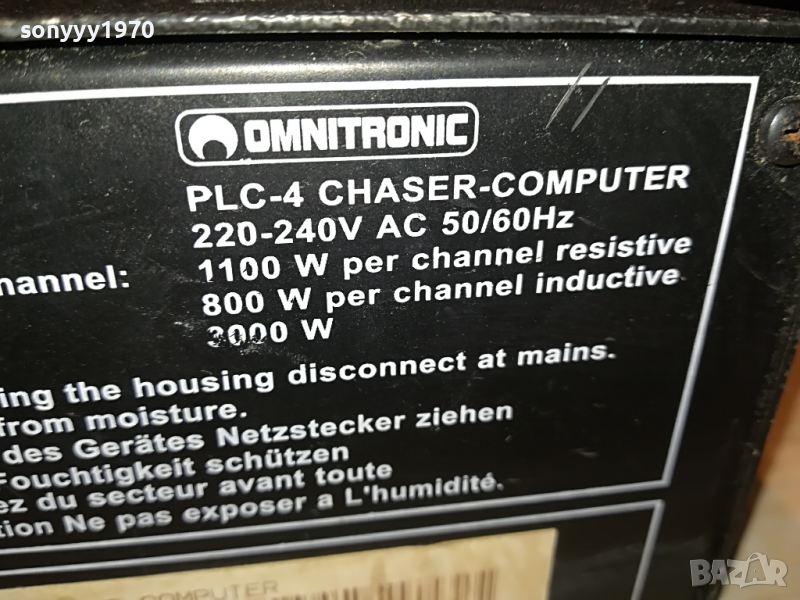 sonyyy1970
OMNITRONIC
PLC-4 CHASER-COMPUTER
220-240V AC 50/60Hz
hannel: 1100 W per channel resistive
800 W per channel inductive
3000 W
ing the housing disconnect at mains.
from moisture.
des Gerätes Netzstecker ziehen
Fouchtigkeit schützen
ez du secteur avant toute
tion Ne pas exposer a L'humidité.
COMPUTER
BAZAR